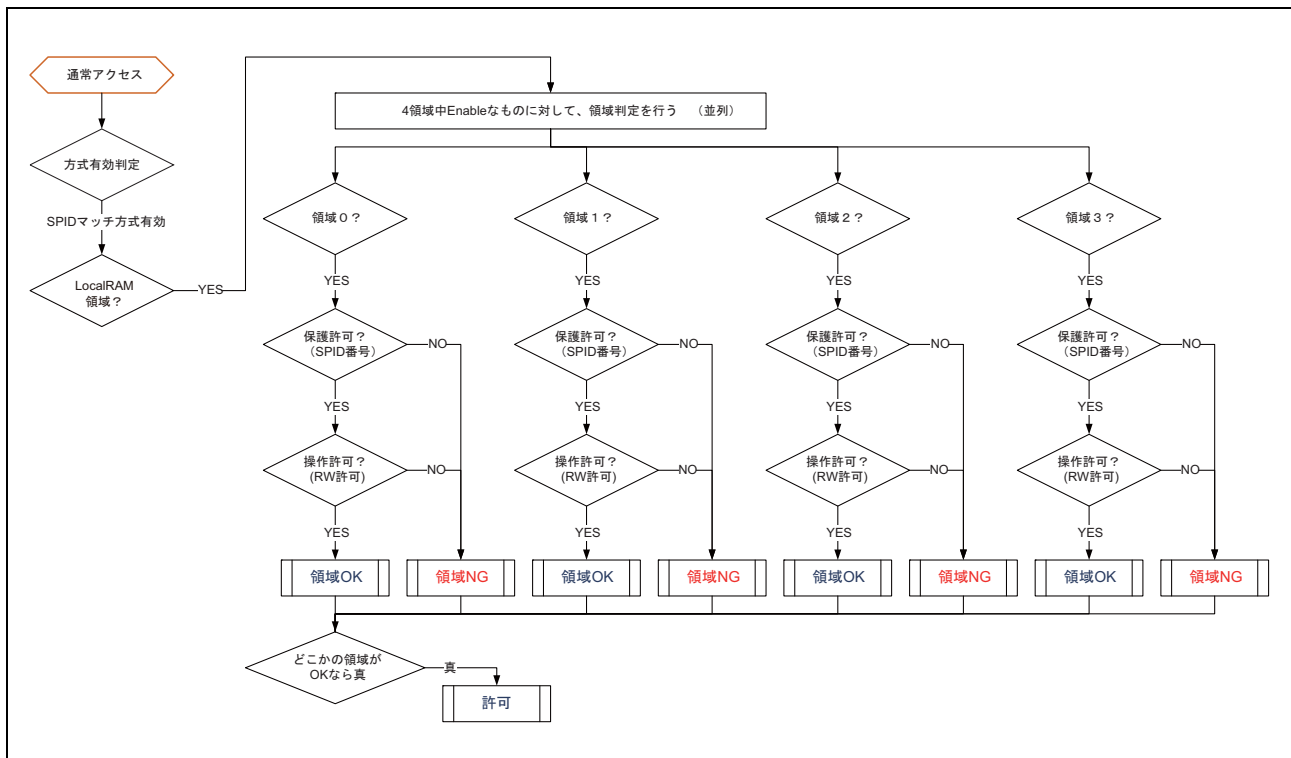 通常アクセス
方式有効判定
SPIDマッチ方式有効
LocalRAM
領域？
YES
4領域中Enableなものに対して、領域判定を行う　（並列）
領域０？
領域１？
領域２？
領域３？
YES
YES
YES
YES
保護許可？
（SPID番号）
NO
保護許可？
（SPID番号）
NO
保護許可？
（SPID番号）
NO
保護許可？
（SPID番号）
NO
YES
YES
YES
YES
操作許可？
(RW許可)
NO
操作許可？
(RW許可)
NO
操作許可？
(RW許可)
NO
操作許可？
(RW許可)
NO
YES
YES
YES
YES
領域OK
領域NG
領域OK
領域NG
領域OK
領域NG
領域OK
領域NG
どこかの領域が
OKなら真
真
許可